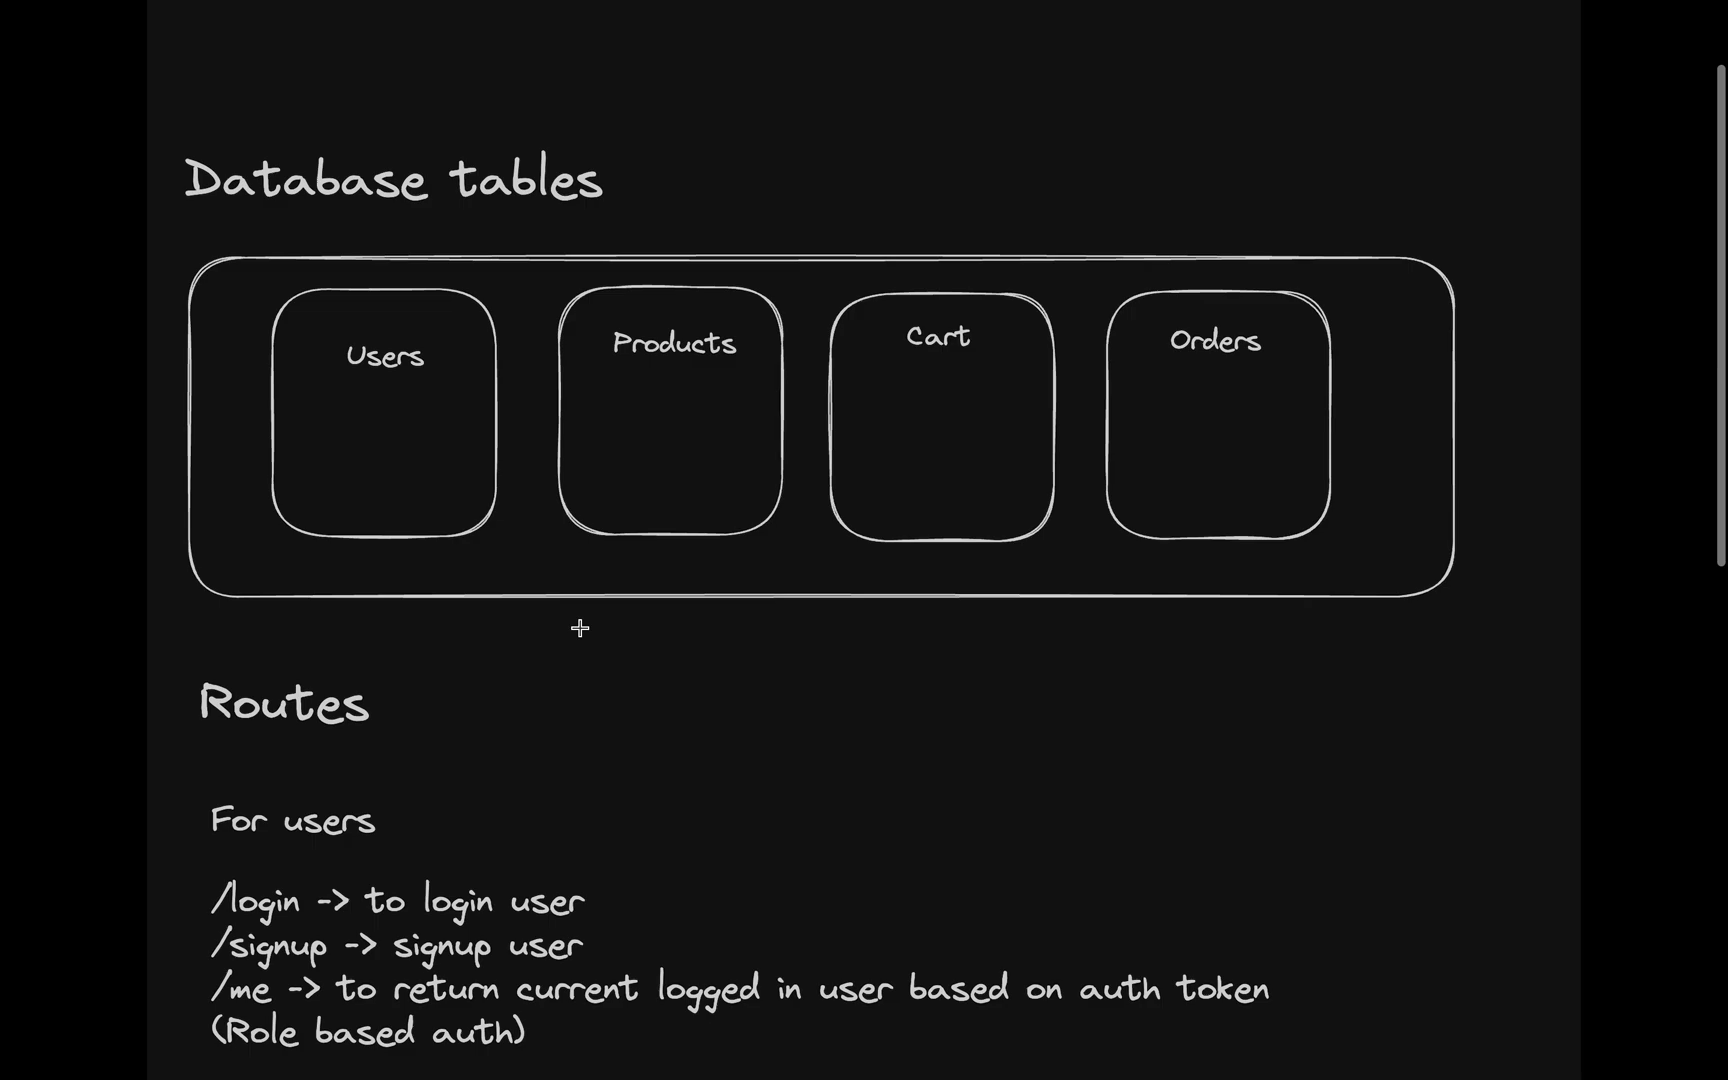 Database tables
Users
Products
Cart
Orders
Routes
For users
/login -> to login user
/signup -> signup user
/me -> to return current logged in user based on auth token
(Role based auth)